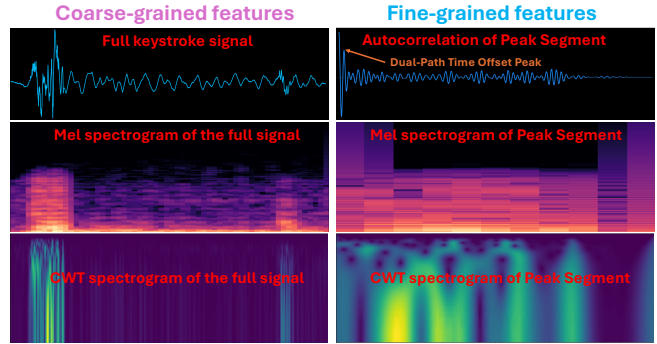 Coarse-grained features
Fine-grained features
Full keystroke signal
Autocorrelation of Peak Segment
Dual-Path Time Offset Peak
Mel spectrogram of the full signal
Mel spectrogram of Peak Segment
CWT spectrogram of the full signal
CWT spectrogram of Peak Segment